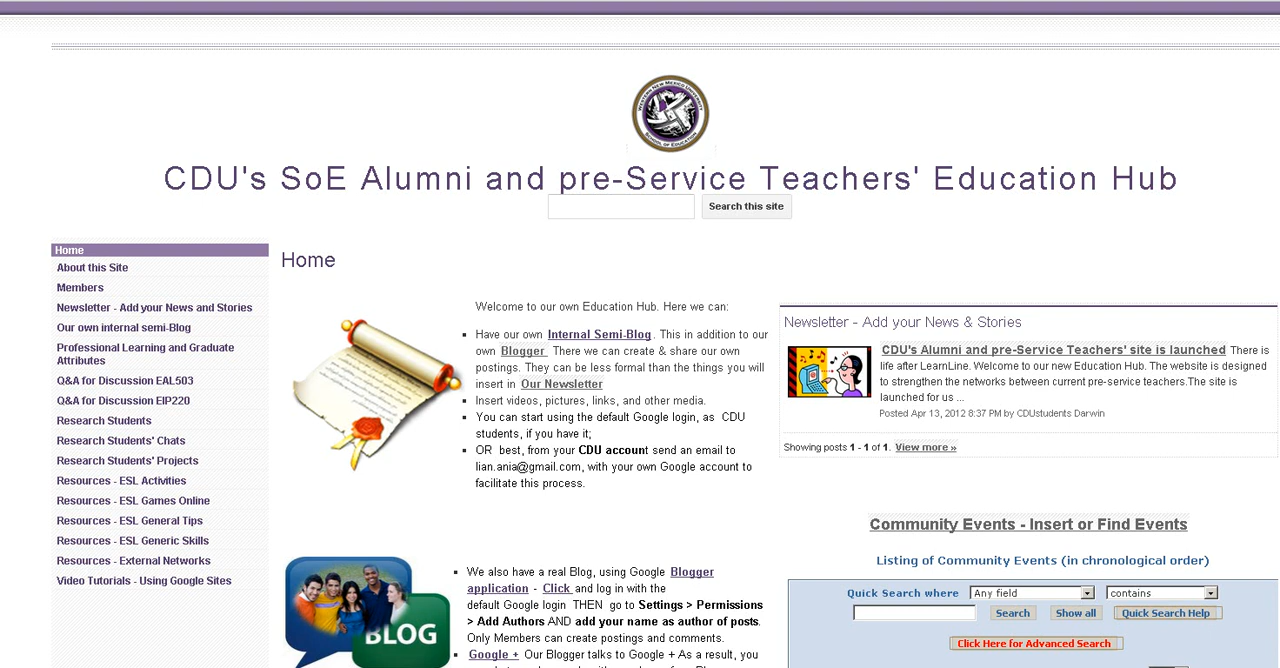 WESTERN NEW MEXICO UNIVERSITY
SCHOOL OF EDUCATION
CDU's SoE Alumni and pre-Service Teachers' Education Hub
Search this site
Home
About this Site
Members
Newsletter - Add your News and Stories
Our own internal semi-Blog
Professional Learning and Graduate
Attributes
Q&A for Discussion EAL503
Q&A for Discussion EIP220
Research Students
Research Students' Chats
Research Students' Projects
Resources - ESL Activities
Resources - ESL Games Online
Resources - ESL General Tips
Resources - ESL Generic Skills
Resources - External Networks
Video Tutorials - Using Google Sites
Home
Welcome to our own Education Hub. Here we can:
Have our own Internal Semi-Blog. This in addition to our
own Blogger There we can create & share our own
postings. They can be less formal than the things you will
insert in Our Newsletter
Insert videos, pictures, links, and other media.
You can start using the default Google login, as CDU
students, if you have it;
OR best, from your CDU account send an email to
lian.ania@gmail.com, with your own Google account to
facilitate this process.
BLOG
We also have a real Blog, using Google Blogger
application - Click and log in with the
default Google login THEN go to Settings > Permissions
> Add Authors AND add your name as author of posts.
Only Members can create postings and comments.
Google + Our Blogger talks to Google + As a result, you
Newsletter - Add your News & Stories
CDU's Alumni and pre-Service Teachers' site is launched There is
life after LearnLine. Welcome to our new Education Hub. The website is designed
to strengthen the networks between current pre-service teachers.The site is
launched for us ...
Posted Apr 13, 2012 8:37 PM by CDUstudents Darwin
Showing posts 1 - 1 of 1. View more »
Community Events - Insert or Find Events
Listing of Community Events (in chronological order)
Quick Search where Any field contains
Search Show all Quick Search Help
Click Here for Advanced Search